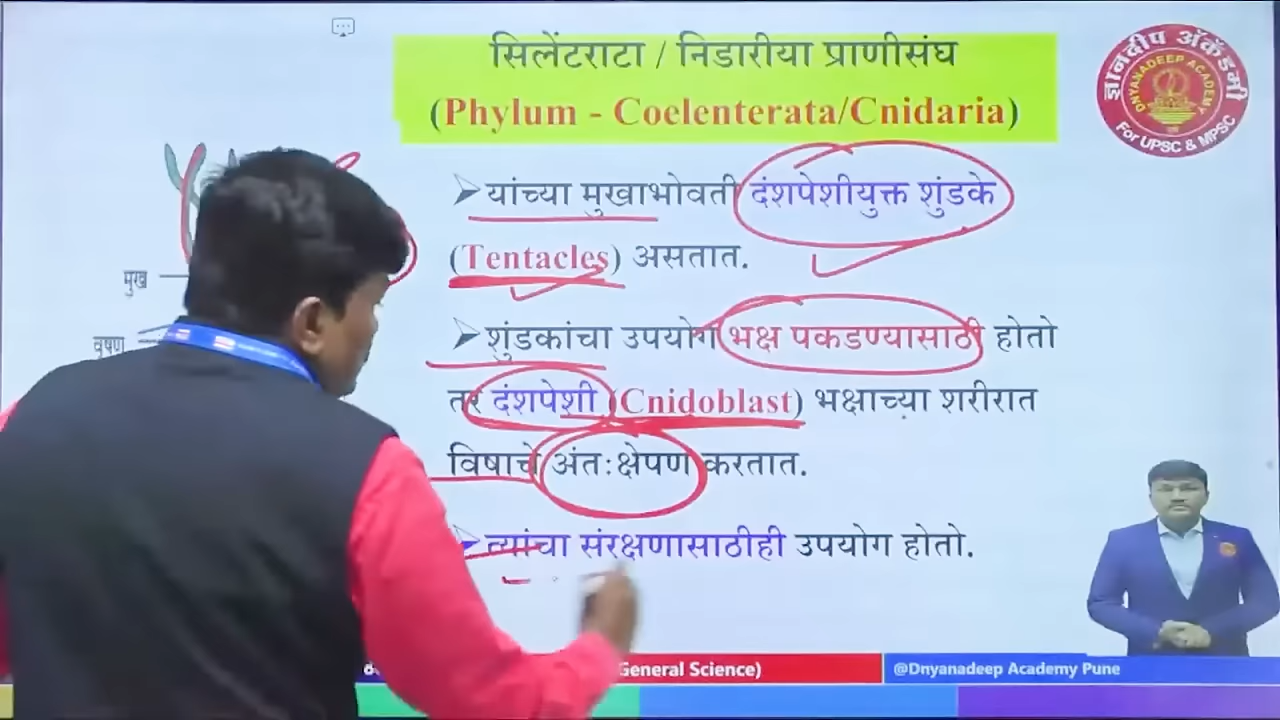 सिलेंटराटा / निडारीया प्राणीसंघ
(Phylum - Coelenterata/Cnidaria)
ज्ञानदीप अॅकॅडमी
DNYANADEEP ACADEMY
For UPSC & MPSC
यांच्या मुखाभोवती दंशपेशीयुक्त शुंडके
(Tentacles) असतात.
मुख
शुंडकांचा उपयोग भक्ष पकडण्यासाठी होतो
वृषण
तर दंशपेशी (Cnidoblast) भक्षाच्या शरीरात
विषाचे अंतःक्षेपण करतात.
त्यांचा संरक्षणासाठीही उपयोग होतो.
General Science)
@Dnyanadeep Academy Pune